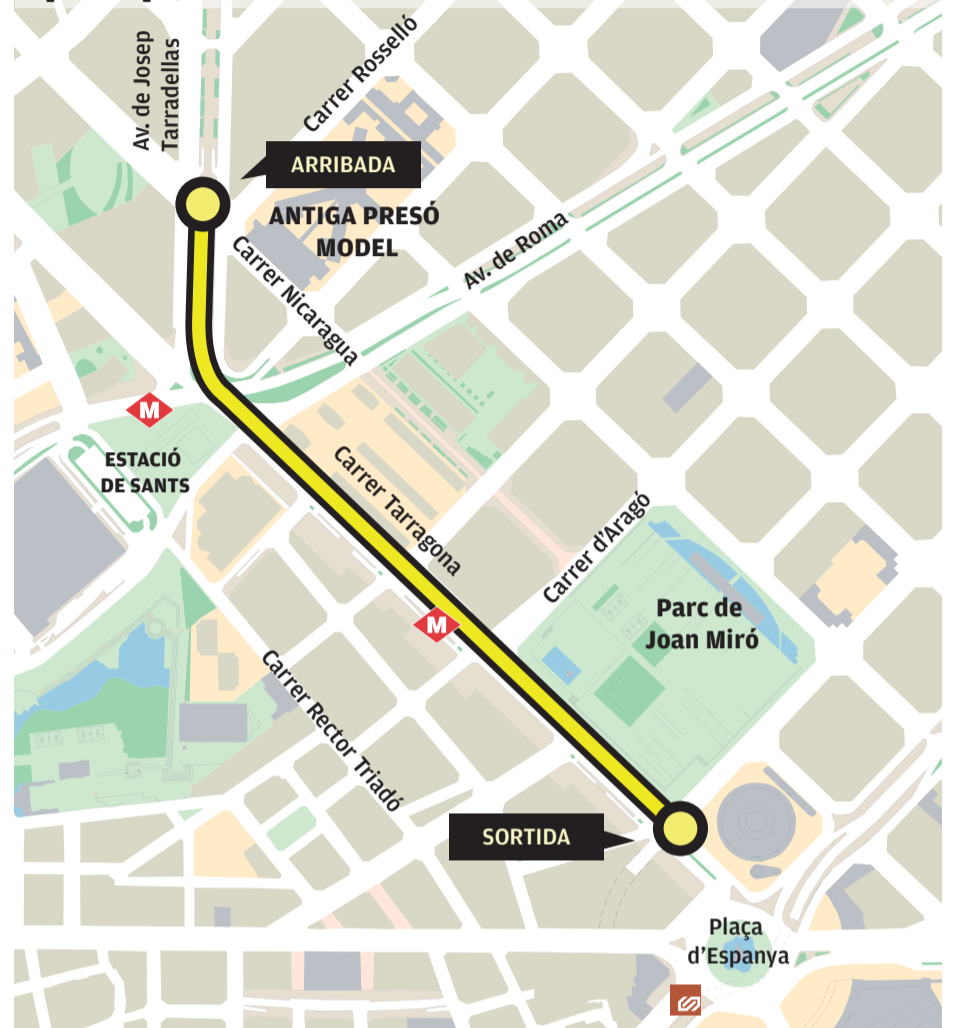 Av. de Josep
Tarradellas
Carrer Rosselló
ARRIBADA
ANTIGA PRESÓ
MODEL
Carrer Nicaragua
Av. de Roma
M
ESTACIÓ
DE SANTS
Carrer Tarragona
Carrer d'Aragó
M
Parc de
Joan Miró
Carrer Rector Triadó
SORTIDA
Plaça
d'Espanya